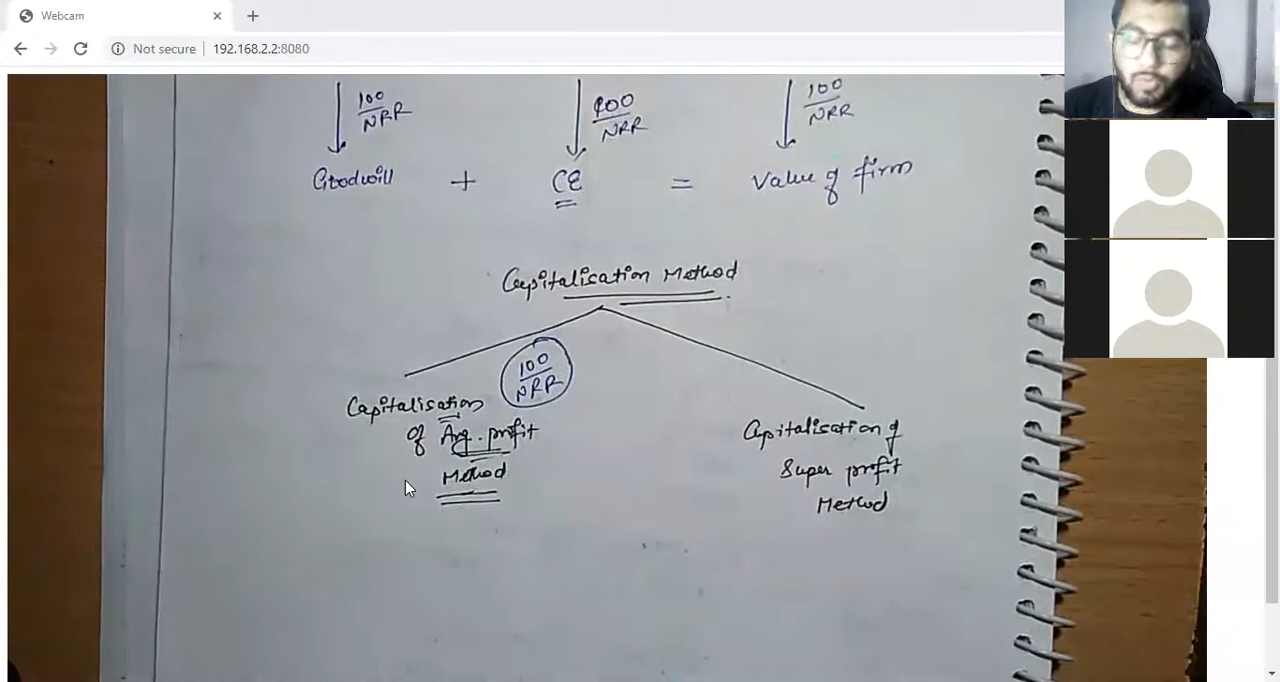 Webcam
Not secure 192.168.2.2:8080
100 100 100
NRR NRR NRR
Goodwill + CE = Value of firm
Capitalisation Method
100
NRR
Capitalisation
of Avg. profit
Method
Capitalisation of
Super profit
Method